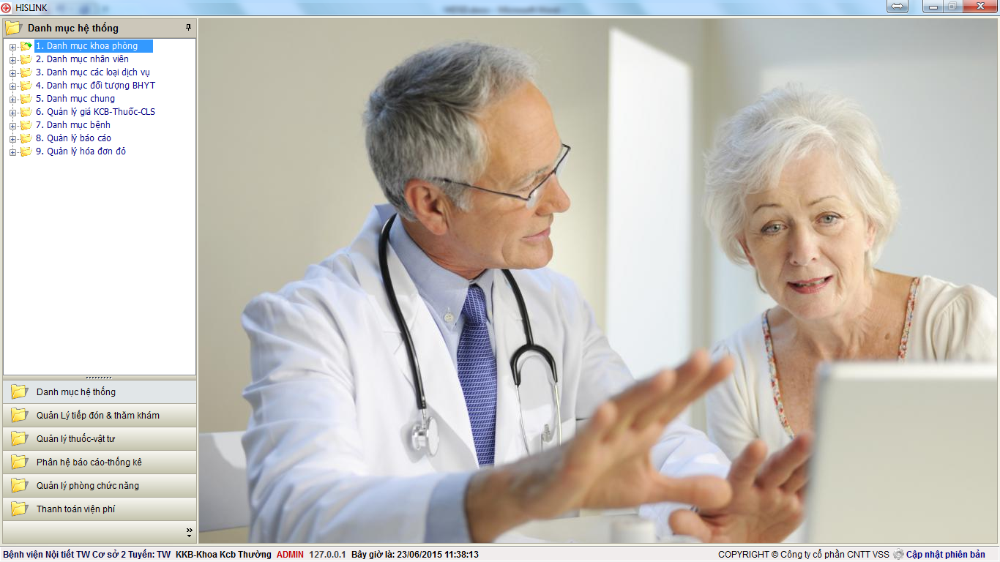 HISLINK
Danh mục hệ thống
1. Danh mục khoa phòng
2. Danh mục nhân viên
3. Danh mục các loại dịch vụ
4. Danh mục đối tượng BHYT
5. Danh mục chung
6. Quản lý giá KCB-Thuốc-CLS
7. Danh mục bệnh
8. Quản lý báo cáo
9. Quản lý hóa đơn đỏ
Danh mục hệ thống
Quản Lý tiếp đón & thăm khám
Quản lý thuốc-vật tư
Phân hệ báo cáo-thống kê
Quản lý phòng chức năng
Thanh toán viện phí
Bệnh viện Nội tiết TW Cơ sở 2 Tuyến: TW KKB-Khoa Kcb Thường ADMIN 127.0.0.1 Bây giờ là: 23/06/2015 11:38:13 COPYRIGHT © Công ty cổ phần CNTT VSS Cập nhật phiên bản